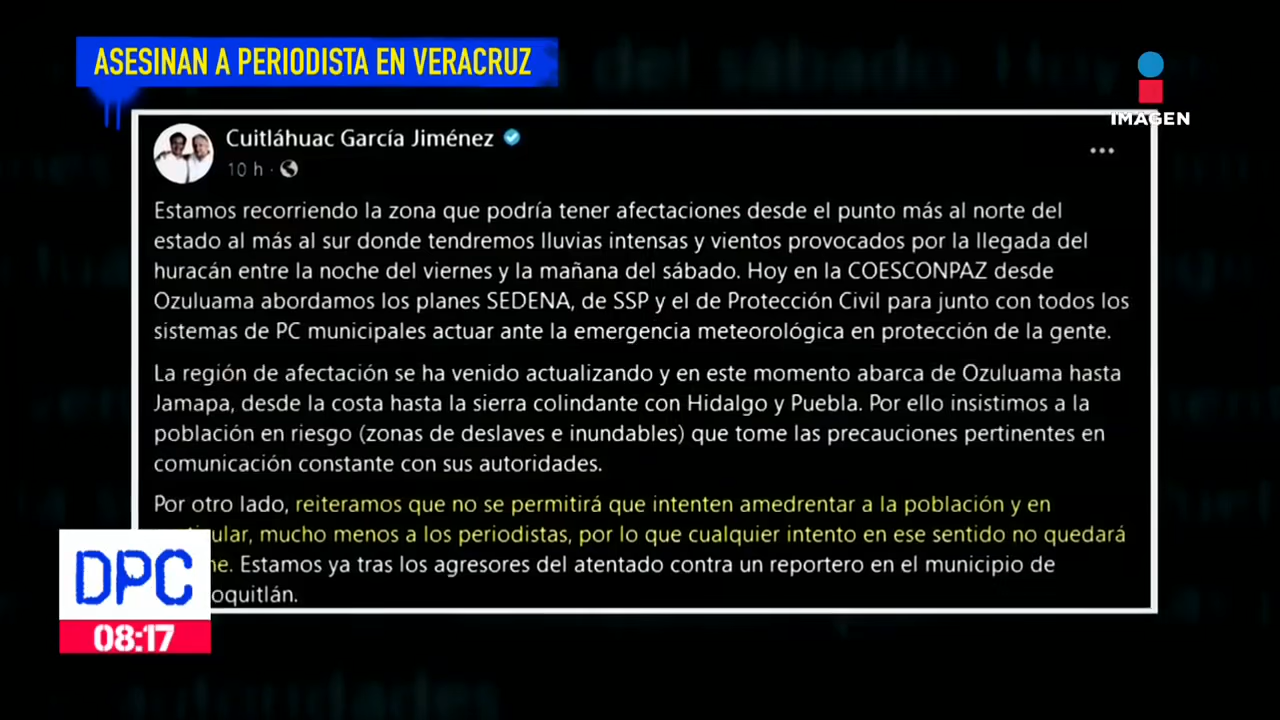 ASESINAN A PERIODISTA EN VERACRUZ
IMAGEN
Cuitláhuac García Jiménez
10 h ·
Estamos recorriendo la zona que podría tener afectaciones desde el punto más al norte del
estado al más al sur donde tendremos lluvias intensas y vientos provocados por la llegada del
huracán entre la noche del viernes y la mañana del sábado. Hoy en la COESCONPAZ desde
Ozuluama abordamos los planes SEDENA, de SSP y el de Protección Civil para junto con todos los
sistemas de PC municipales actuar ante la emergencia meteorológica en protección de la gente.
La región de afectación se ha venido actualizando y en este momento abarca de Ozuluama hasta
Jamapa, desde la costa hasta la sierra colindante con Hidalgo y Puebla. Por ello insistimos a la
población en riesgo (zonas de deslaves e inundables) que tome las precauciones pertinentes en
comunicación constante con sus autoridades.
Por otro lado, reiteramos que no se permitirá que intenten amedrentar a la población y en
mucho menos a los periodistas, por lo que cualquier intento en ese sentido no quedará
Estamos ya tras los agresores del atentado contra un reportero en el municipio de
DPC
08:17